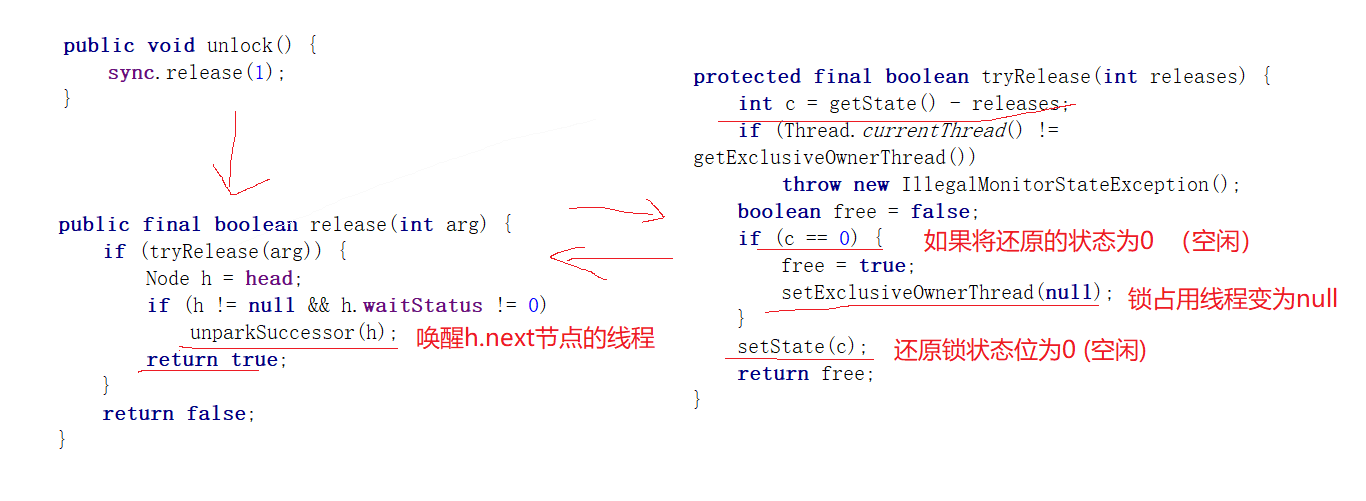 public void unlock() {
sync.release(1);
}
public final boolean release(int arg) {
if (tryRelease(arg)) {
Node h = head;
if (h != null && h.waitStatus != 0)
unparkSuccessor(h); 唤醒h.next节点的线程
return true;
}
return false;
}
protected final boolean tryRelease(int releases) {
int c = getState() - releases;
if (Thread.currentThread() !=
getExclusiveOwnerThread())
throw new IllegalMonitorStateException();
boolean free = false;
if (c == 0) { 如果将还原的状态为0 （空闲）
free = true;
setExclusiveOwnerThread(null); 锁占用线程变为null
}
setState(c); 还原锁状态位为0 (空闲)
return free;
}